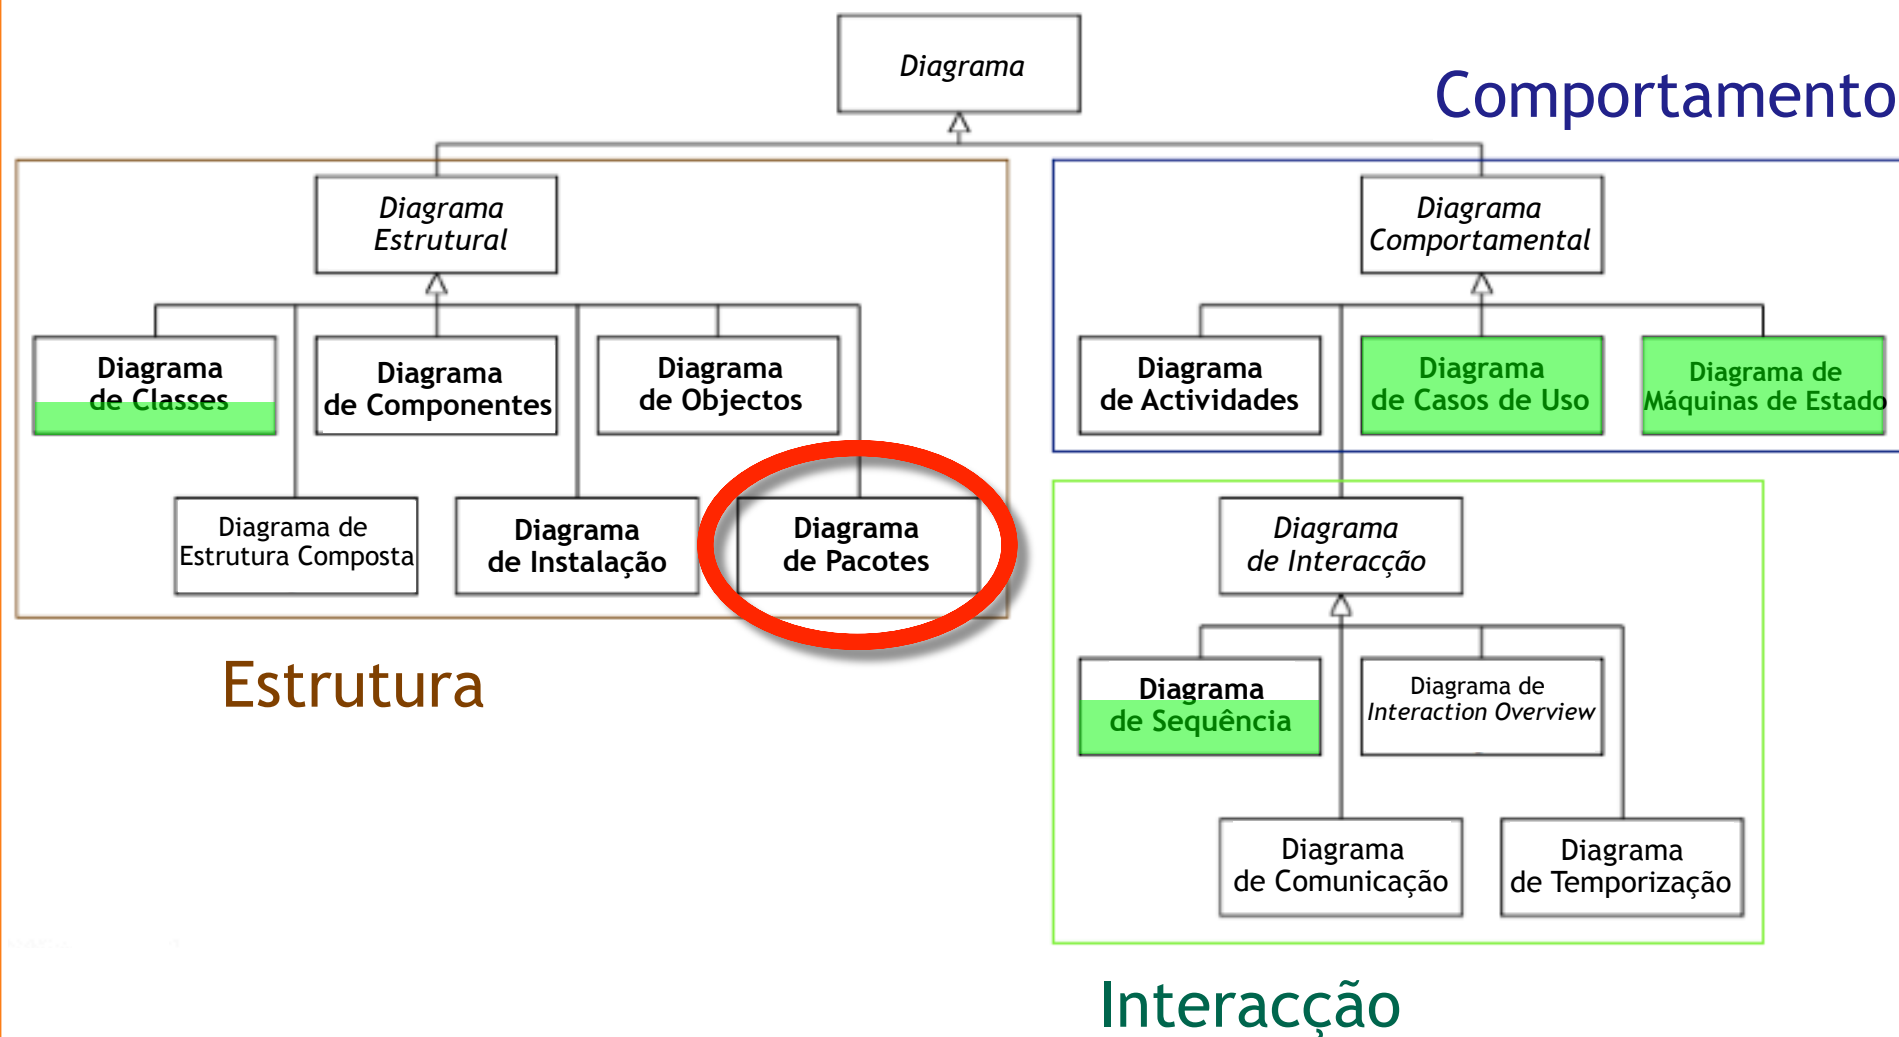 Diagrama
Comportamento
Diagrama
Estrutural
Diagrama
Comportamental
Diagrama
de Classes
Diagrama
de Componentes
Diagrama
de Objectos
Diagrama
de Actividades
Diagrama
de Casos de Uso
Diagrama de
Máquinas de Estado
Diagrama de
Estrutura Composta
Diagrama
de Instalação
Diagrama
de Pacotes
Diagrama
de Interacção
Estrutura
Diagrama
de Sequência
Diagrama de
Interaction Overview
Diagrama
de Comunicação
Diagrama
de Temporização
Interacção